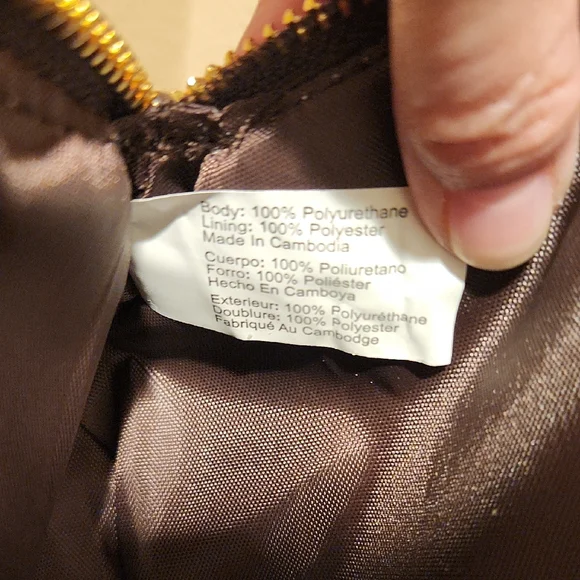 Body: 100% Polyurethane
Lining: 100% Polyester
Made In Cambodia
Cuerpo: 100% Poliuretano
Forro: 100% Poliéster
Hecho En Camboya
Exterieur: 100% Polyuréthane
Doublure: 100% Polyester
Fabriqué Au Cambodge